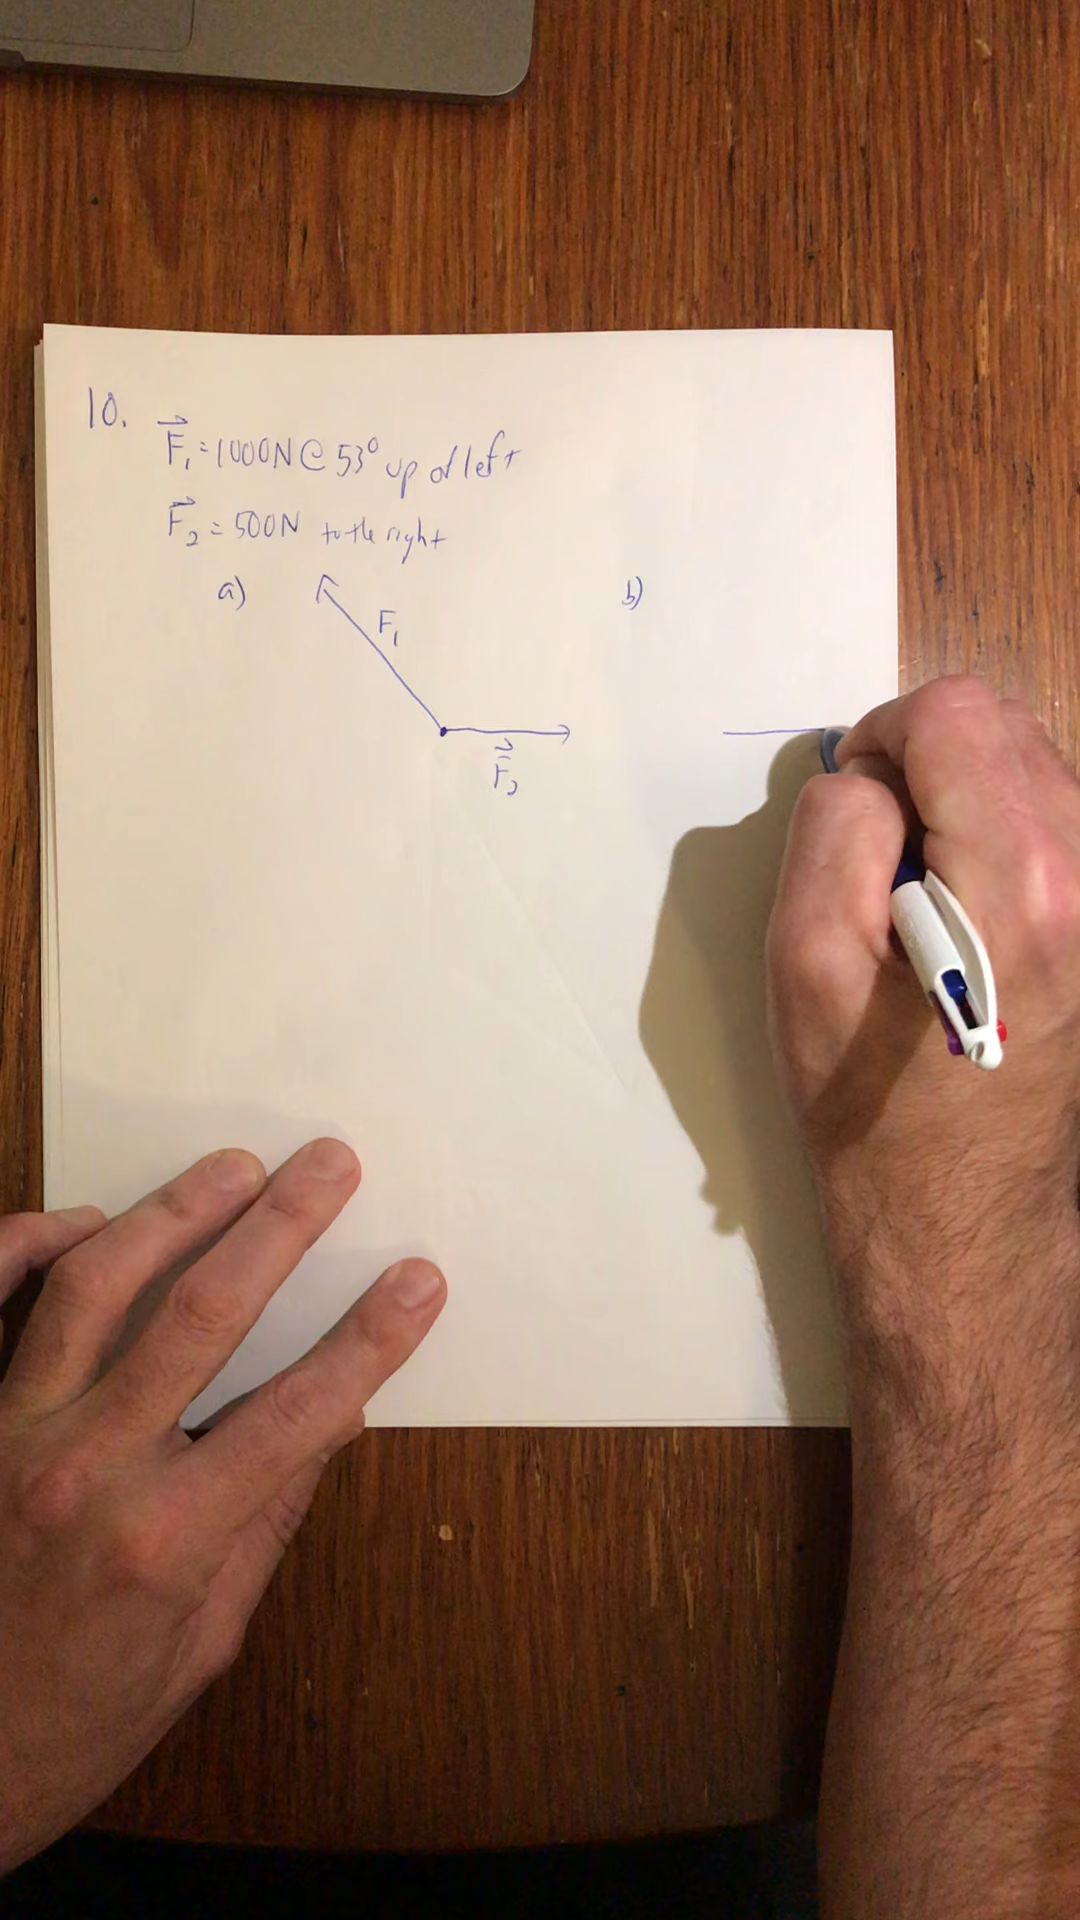 10.
F⃗₁ = 1000N @ 53° up of left
F⃗₂ = 500N to the right
a)
b)
F₁
F⃗₂